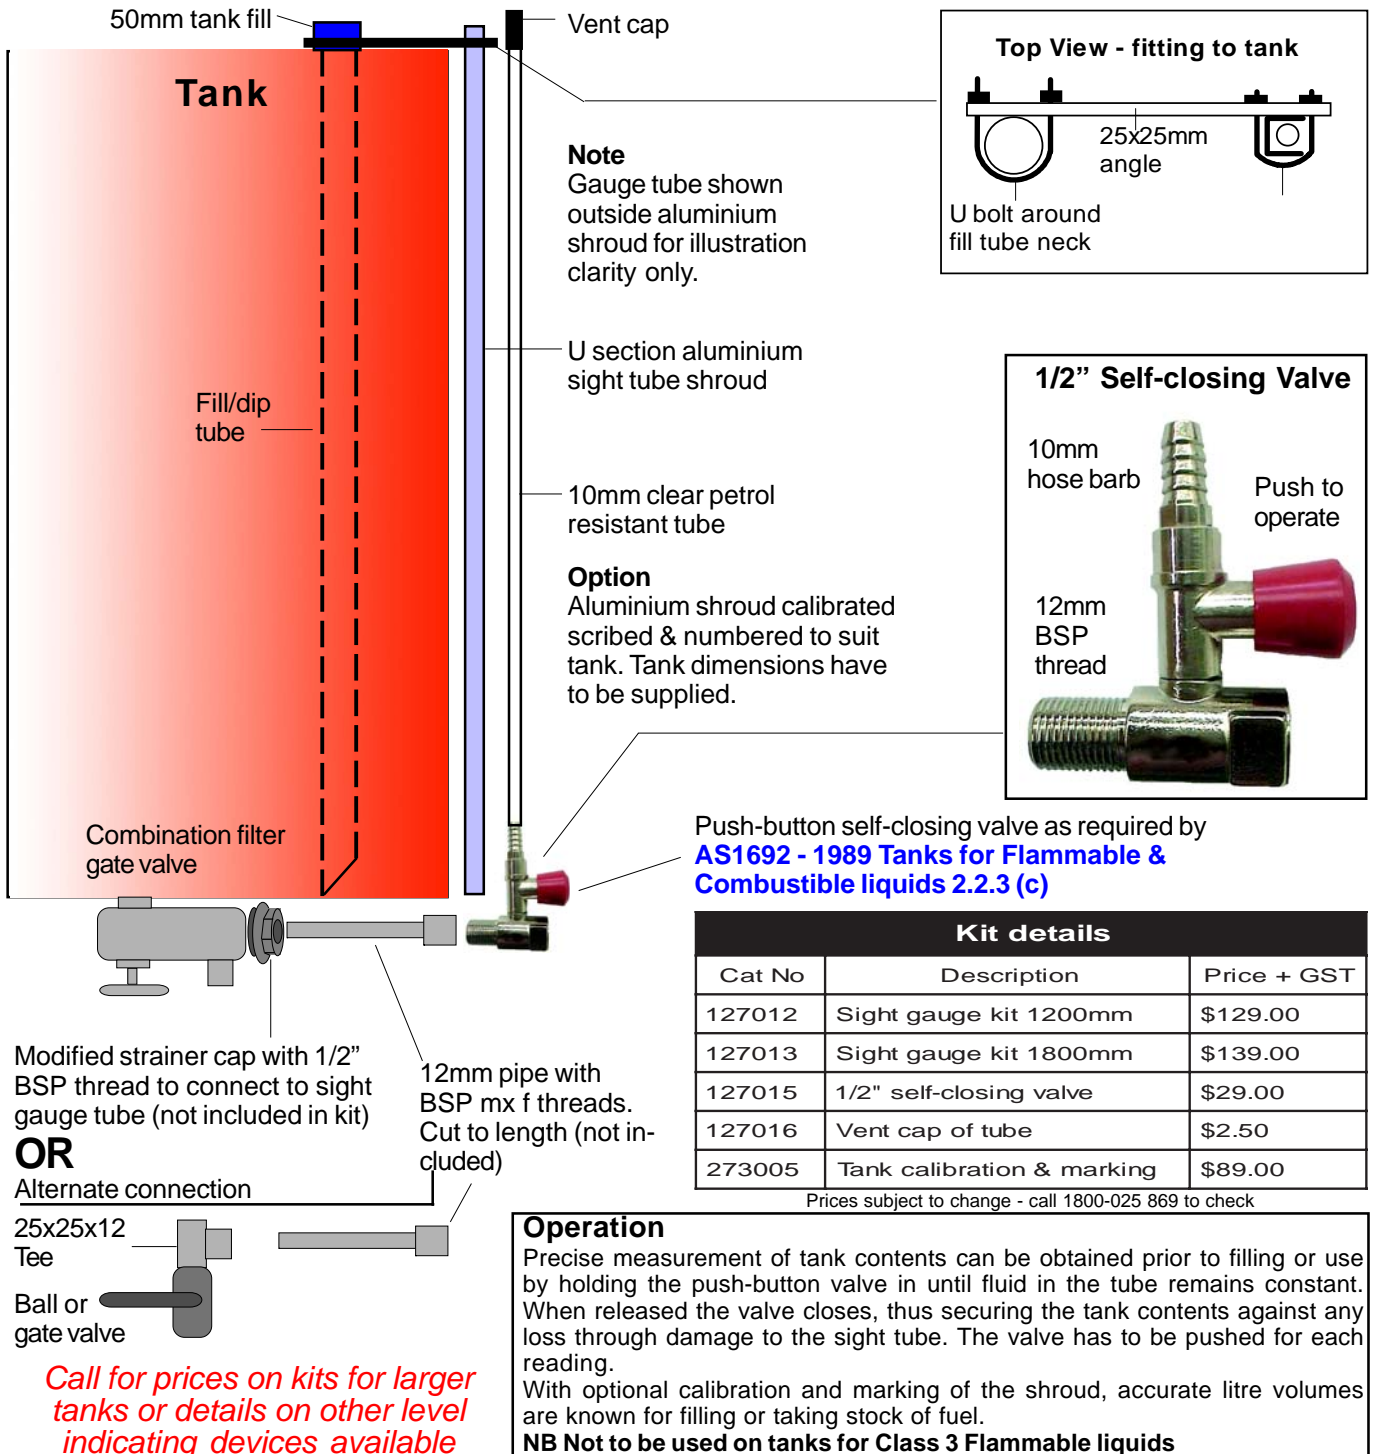 50mm tank fill
Vent cap
Tank
Top View - fitting to tank
25x25mm
angle
U bolt around
fill tube neck
Note
Gauge tube shown
outside aluminium
shroud for illustration
clarity only.
U section aluminium
sight tube shroud
Fill/dip
tube
10mm clear petrol
resistant tube
Option
Aluminium shroud calibrated
scribed & numbered to suit
tank. Tank dimensions have
to be supplied.
1/2” Self-closing Valve
10mm
hose barb
Push to
operate
12mm
BSP
thread
Combination filter
gate valve
Push-button self-closing valve as required by
AS1692 - 1989 Tanks for Flammable &
Combustible liquids 2.2.3 (c)
Kit details
Cat No Description Price + GST
127012 Sight gauge kit 1200mm $129.00
127013 Sight gauge kit 1800mm $139.00
127015 1/2" self-closing valve $29.00
127016 Vent cap of tube $2.50
273005 Tank calibration & marking $89.00
Prices subject to change - call 1800-025 869 to check
Modified strainer cap with 1/2”
BSP thread to connect to sight
gauge tube (not included in kit)
12mm pipe with
BSP mx f threads.
Cut to length (not in-
cluded)
OR
Alternate connection
25x25x12
Tee
Ball or
gate valve
Call for prices on kits for larger
tanks or details on other level
indicating devices available
Operation
Precise measurement of tank contents can be obtained prior to filling or use
by holding the push-button valve in until fluid in the tube remains constant.
When released the valve closes, thus securing the tank contents against any
loss through damage to the sight tube. The valve has to be pushed for each
reading.
With optional calibration and marking of the shroud, accurate litre volumes
are known for filling or taking stock of fuel.
NB Not to be used on tanks for Class 3 Flammable liquids